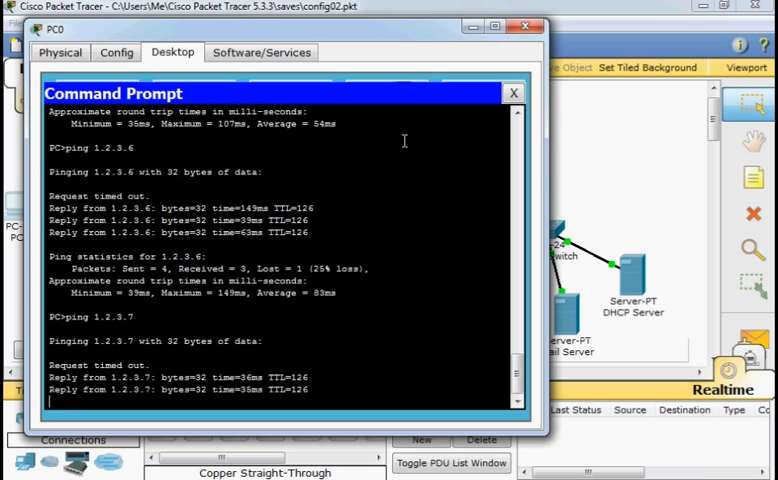 Cisco Packet Tracer - C:\Users\Me\Cisco Packet Tracer 5.3.3\saves\config02.pkt
PC0
Physical
Config
Desktop
Software/Services
Set Tiled Background
Viewport
Command Prompt
X
Approximate round trip times in milli-seconds:
Minimum = 35ms, Maximum = 107ms, Average = 54ms
PC>ping 1.2.3.6
Pinging 1.2.3.6 with 32 bytes of data:
Request timed out.
Reply from 1.2.3.6: bytes=32 time=149ms TTL=126
Reply from 1.2.3.6: bytes=32 time=39ms TTL=126
Reply from 1.2.3.6: bytes=32 time=63ms TTL=126
Ping statistics for 1.2.3.6:
Packets: Sent = 4, Received = 3, Lost = 1 (25% loss),
Approximate round trip times in milli-seconds:
Minimum = 39ms, Maximum = 149ms, Average = 83ms
PC>ping 1.2.3.7
Pinging 1.2.3.7 with 32 bytes of data:
Request timed out.
Reply from 1.2.3.7: bytes=32 time=36ms TTL=126
Reply from 1.2.3.7: bytes=32 time=35ms TTL=126
PC-
PC
-24
witch
Server-PT
DHCP Server
erver-PT
ail Server
Realtime
Last Status
Source
Destination
Type
Connections
New
Delete
Toggle PDU List Window
Copper Straight-Through